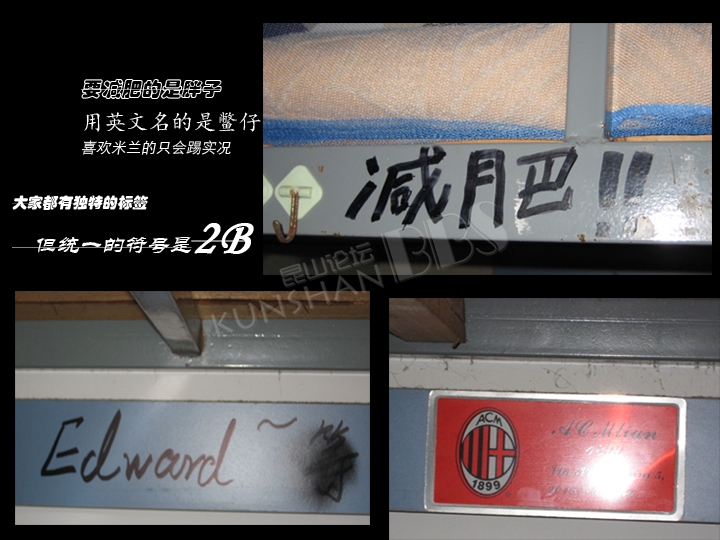 要减肥的是胖子
用英文名的是鳖仔
喜欢米兰的只会踢实况
大家都有独特的标签
但统一的符号是2B
减月巴!!
昆山论坛
KUNSHAN BBS
Edward~
ACM
1899
AC Milan